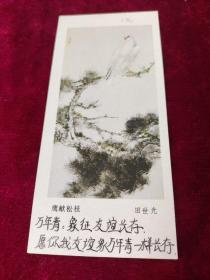 鹰献松枝 田世光
万年青:象征友谊长存.
愿你我友谊象万年青一样长存.